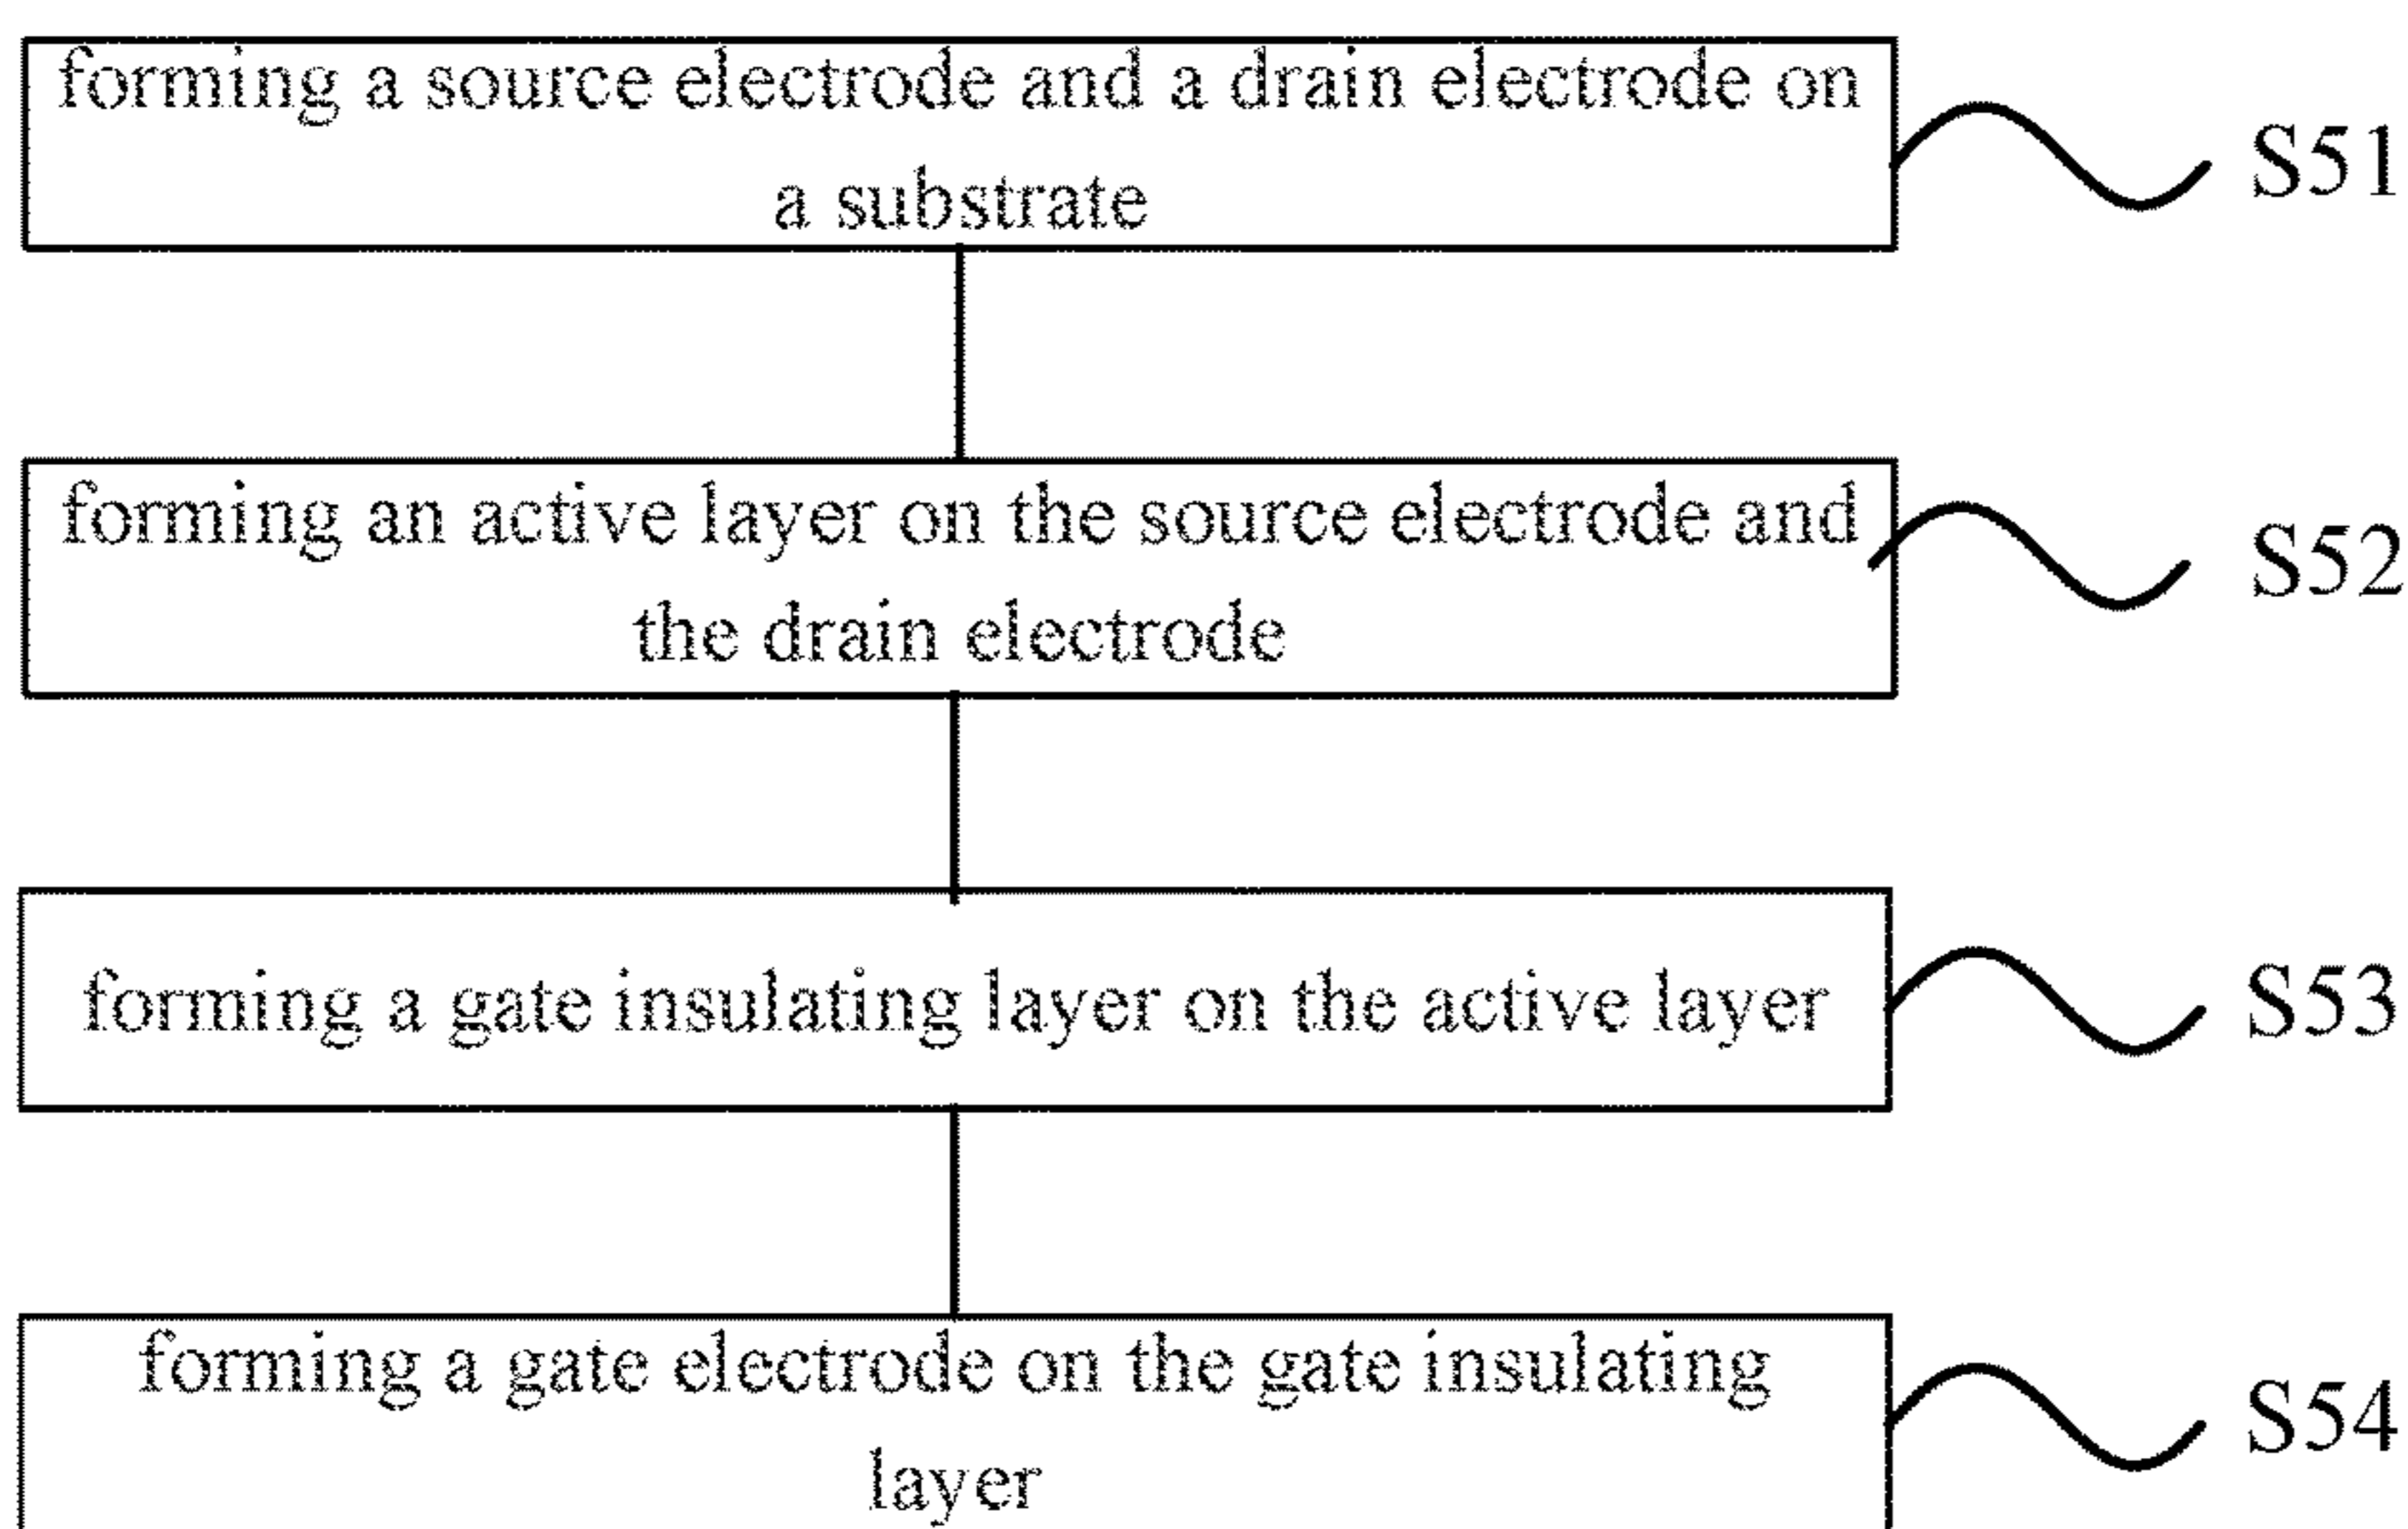 forming a source electrode and a drain electrode on
a substrate
S51
forming an active layer on the source electrode and
the drain electrode
S52
forming a gate insulating layer on the active layer
S53
forming a gate electrode on the gate insulating
layer
S54